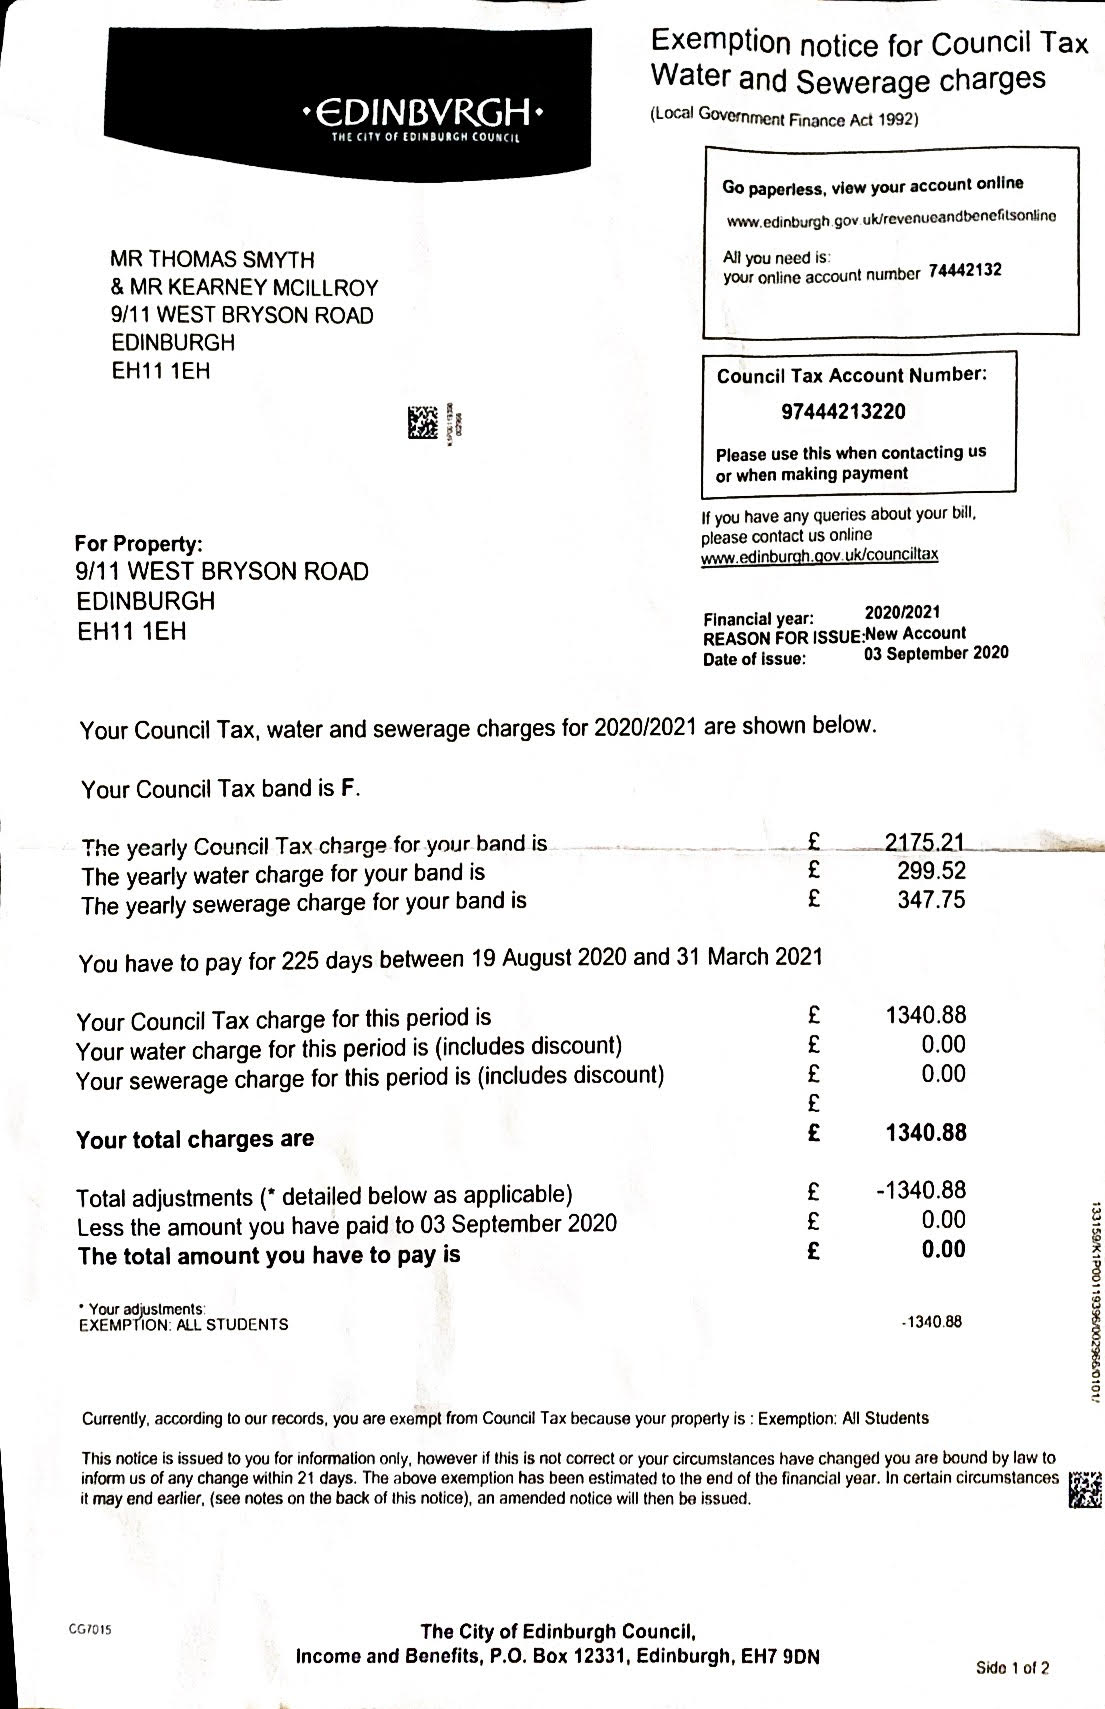 ·EDINBVRGH·
THE CITY OF EDINBURGH COUNCIL
Exemption notice for Council Tax
Water and Sewerage charges
(Local Government Finance Act 1992)
Go paperless, view your account online
www.edinburgh.gov.uk/revenueandbenefitsonline
All you need is:
your online account number 74442132
MR THOMAS SMYTH
& MR KEARNEY MCILLROY
9/11 WEST BRYSON ROAD
EDINBURGH
EH11 1EH
Council Tax Account Number:
97444213220
Please use this when contacting us
or when making payment
If you have any queries about your bill,
please contact us online
www.edinburgh.gov.uk/counciltax
For Property:
9/11 WEST BRYSON ROAD
EDINBURGH
EH11 1EH
Financial year: 2020/2021
REASON FOR ISSUE:New Account
Date of issue: 03 September 2020
Your Council Tax, water and sewerage charges for 2020/2021 are shown below.
Your Council Tax band is F.
The yearly Council Tax charge for your band is £ 2175.21
The yearly water charge for your band is £ 299.52
The yearly sewerage charge for your band is £ 347.75
You have to pay for 225 days between 19 August 2020 and 31 March 2021
Your Council Tax charge for this period is £ 1340.88
Your water charge for this period is (includes discount) £ 0.00
Your sewerage charge for this period is (includes discount) £ 0.00
£
Your total charges are £ 1340.88
Total adjustments (* detailed below as applicable) £ -1340.88
Less the amount you have paid to 03 September 2020 £ 0.00
The total amount you have to pay is £ 0.00
* Your adjustments:
EXEMPTION: ALL STUDENTS -1340.88
Currently, according to our records, you are exempt from Council Tax because your property is : Exemption: All Students
This notice is issued to you for information only, however if this is not correct or your circumstances have changed you are bound by law to
inform us of any change within 21 days. The above exemption has been estimated to the end of the financial year. In certain circumstances
it may end earlier, (see notes on the back of this notice), an amended notice will then be issued.
133159/K1P00119396/002966/0101/
CG7015
The City of Edinburgh Council,
Income and Benefits, P.O. Box 12331, Edinburgh, EH7 9DN
Side 1 of 2